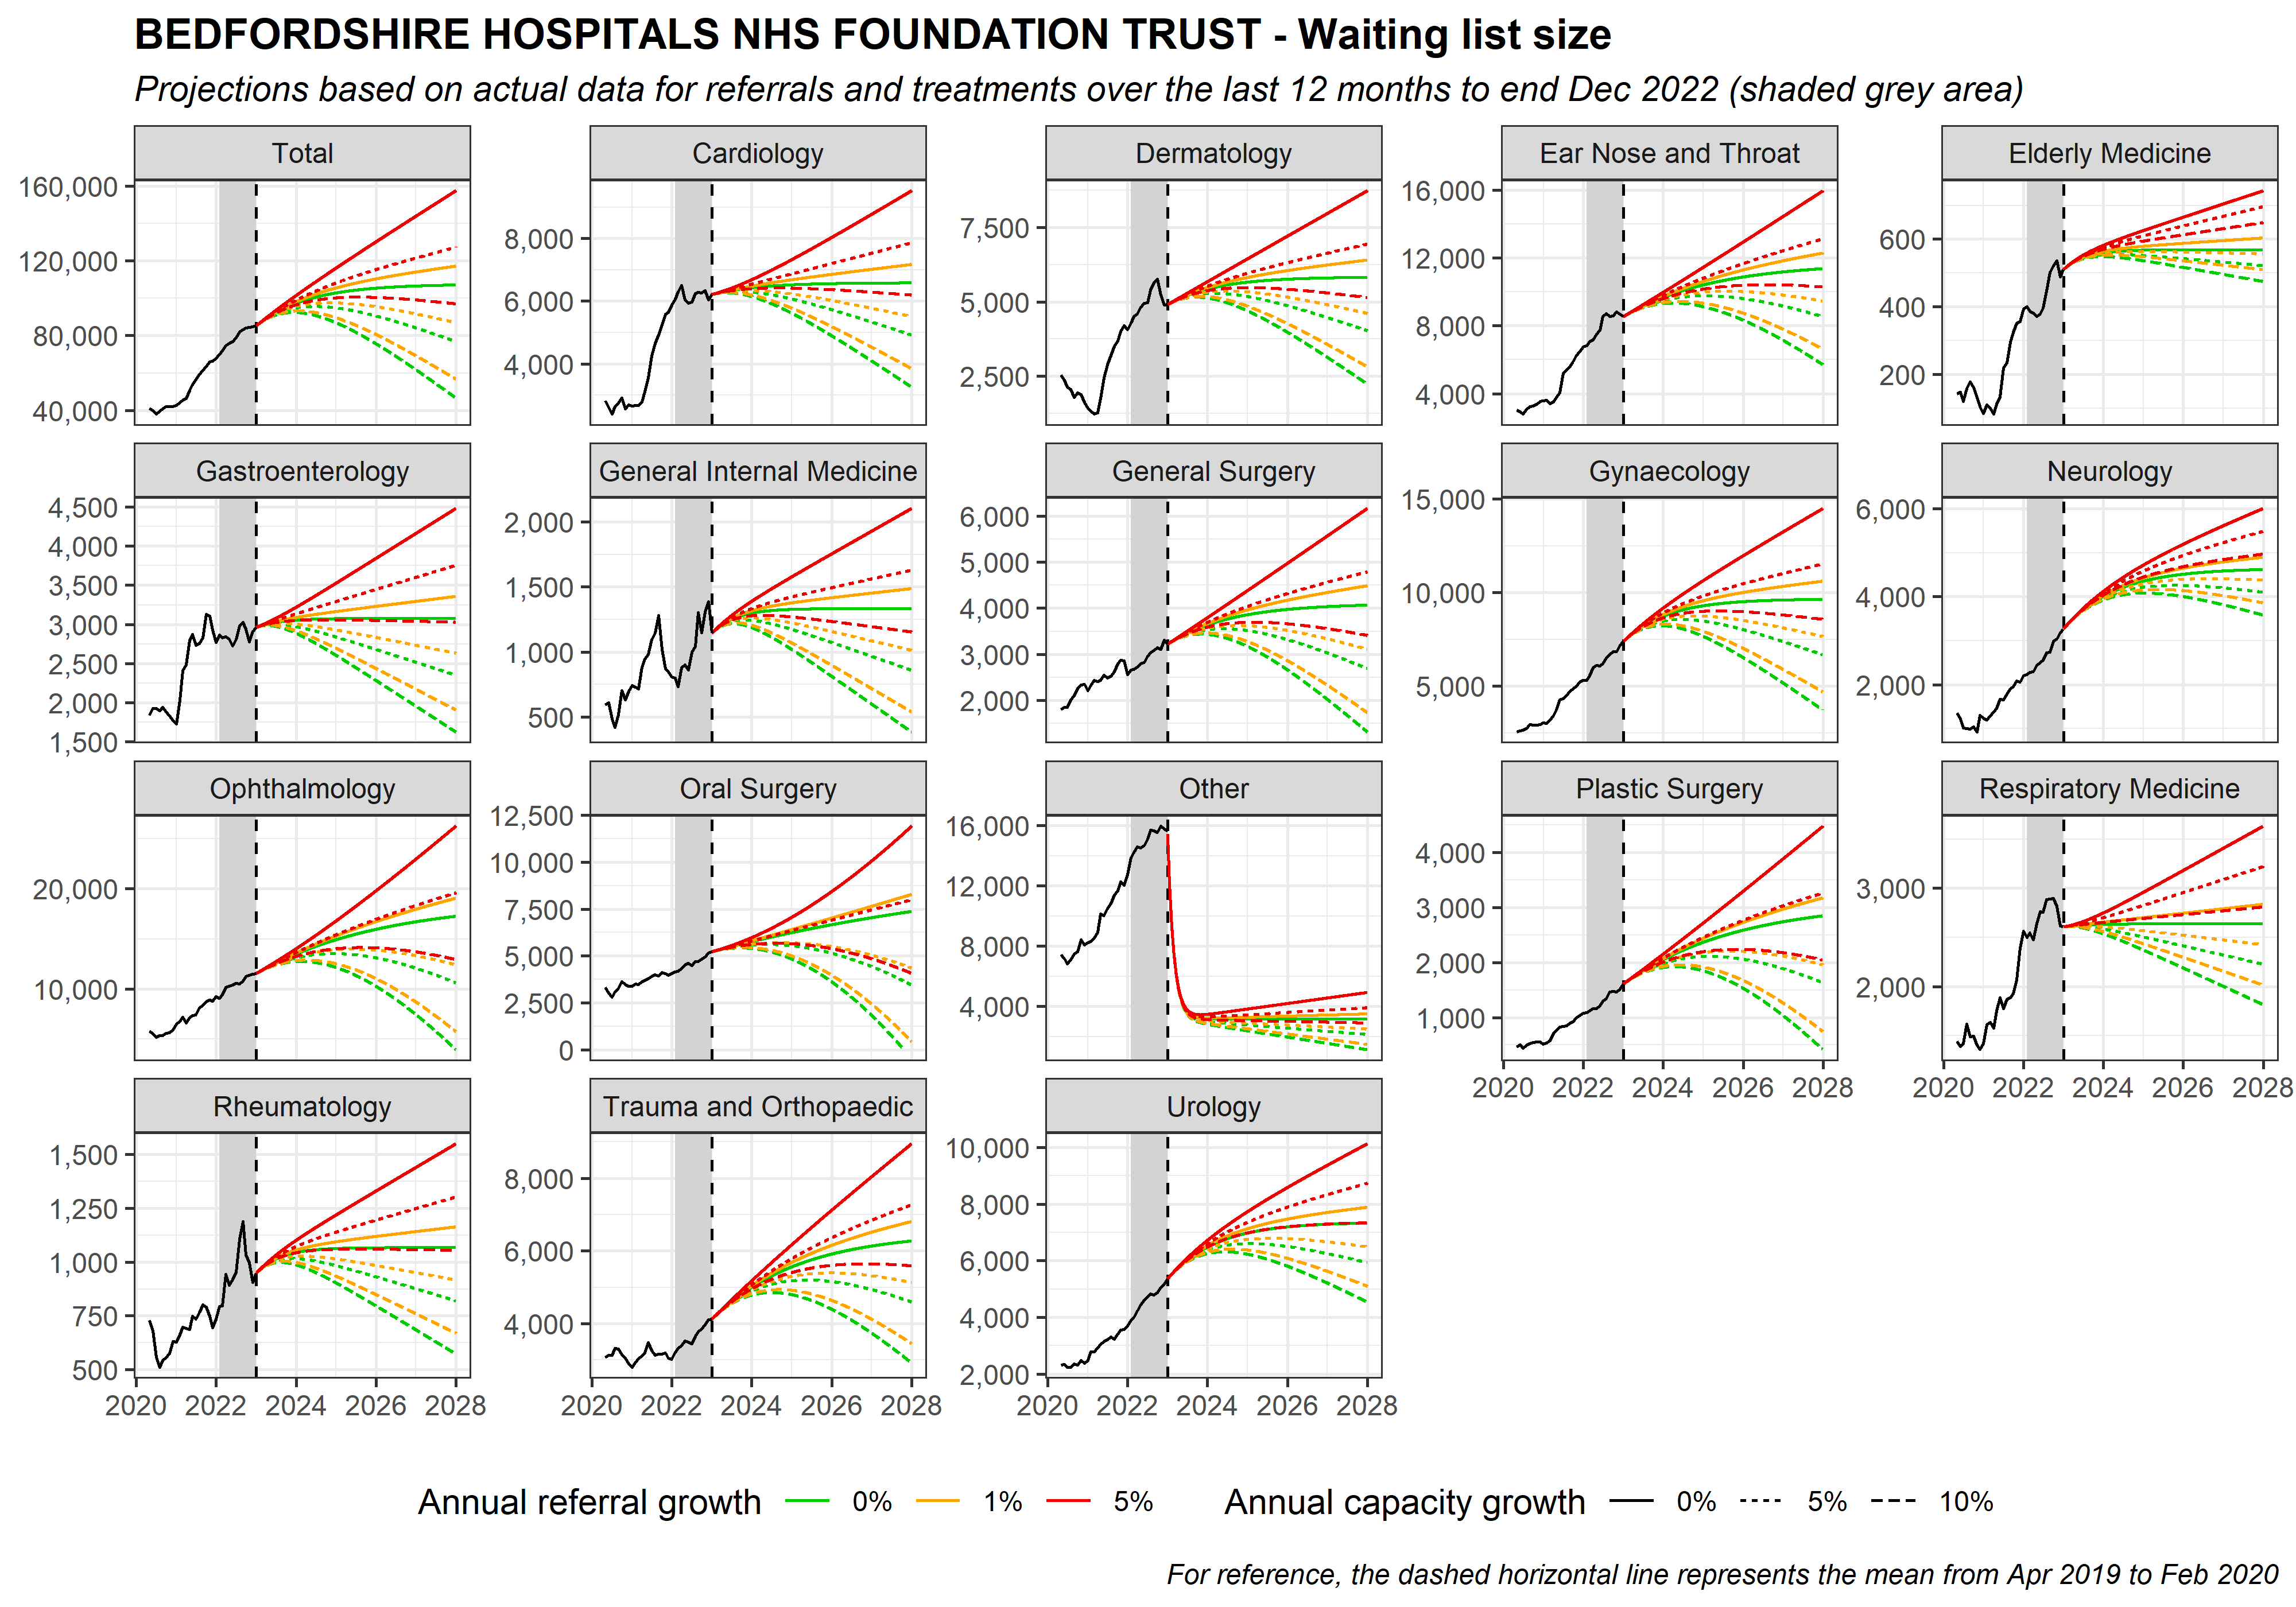 BEDFORDSHIRE HOSPITALS NHS FOUNDATION TRUST - Waiting list size
Projections based on actual data for referrals and treatments over the last 12 months to end Dec 2022 (shaded grey area)
Total
Cardiology
Dermatology
Ear Nose and Throat
Elderly Medicine
160,000
120,000
80,000
40,000
8,000
6,000
4,000
7,500
5,000
2,500
16,000
12,000
8,000
4,000
600
400
200
Gastroenterology
General Internal Medicine
General Surgery
Gynaecology
Neurology
4,500
4,000
3,500
3,000
2,500
2,000
1,500
2,000
1,500
1,000
500
6,000
5,000
4,000
3,000
2,000
15,000
10,000
5,000
6,000
4,000
2,000
Ophthalmology
Oral Surgery
Other
Plastic Surgery
Respiratory Medicine
20,000
10,000
12,500
10,000
7,500
5,000
2,500
0
16,000
12,000
8,000
4,000
4,000
3,000
2,000
1,000
3,000
2,000
2020 2022 2024 2026 2028
2020 2022 2024 2026 2028
Rheumatology
Trauma and Orthopaedic
Urology
1,500
1,250
1,000
750
500
8,000
6,000
4,000
10,000
8,000
6,000
4,000
2,000
2020 2022 2024 2026 2028
2020 2022 2024 2026 2028
2020 2022 2024 2026 2028
Annual referral growth 0% 1% 5% Annual capacity growth 0% 5% 10%
For reference, the dashed horizontal line represents the mean from Apr 2019 to Feb 2020